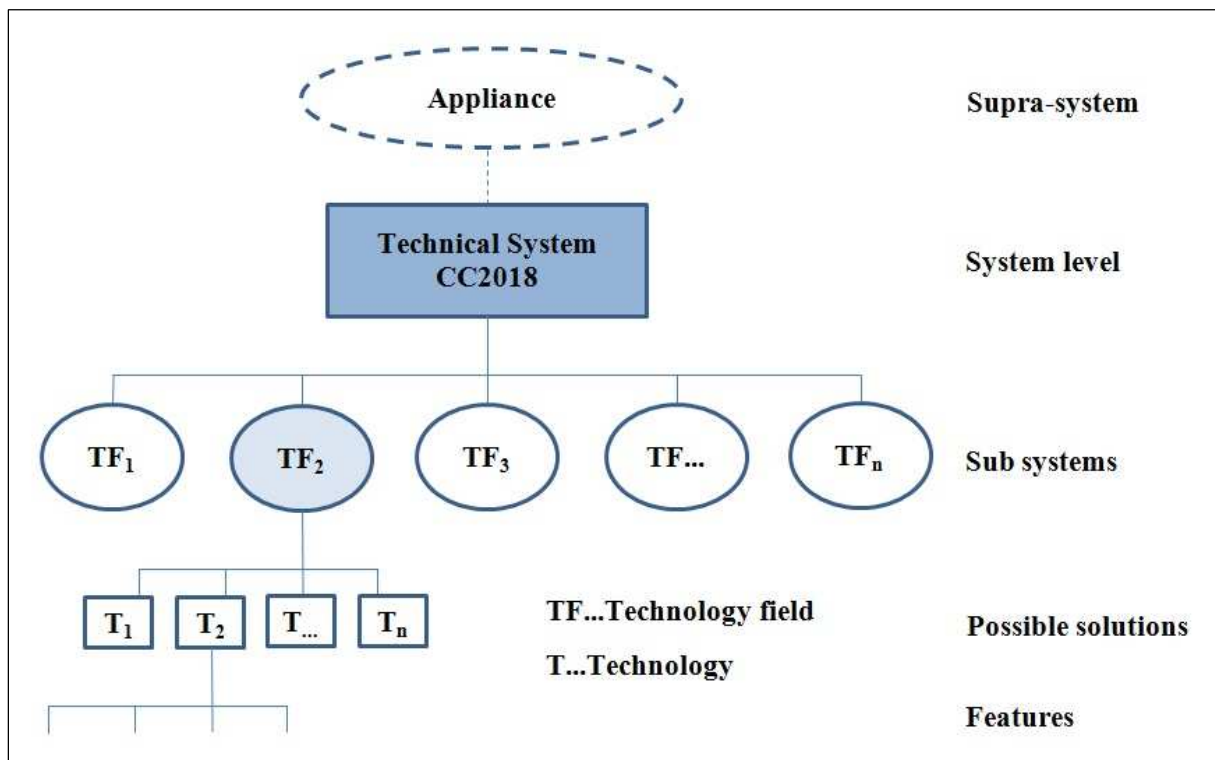 Appliance
Supra-system
Technical System
CC2018
System level
TF₁
TF₂
TF₃
TF...
TFₙ
Sub systems
T₁
T₂
T...
Tₙ
TF...Technology field
T...Technology
Possible solutions
Features